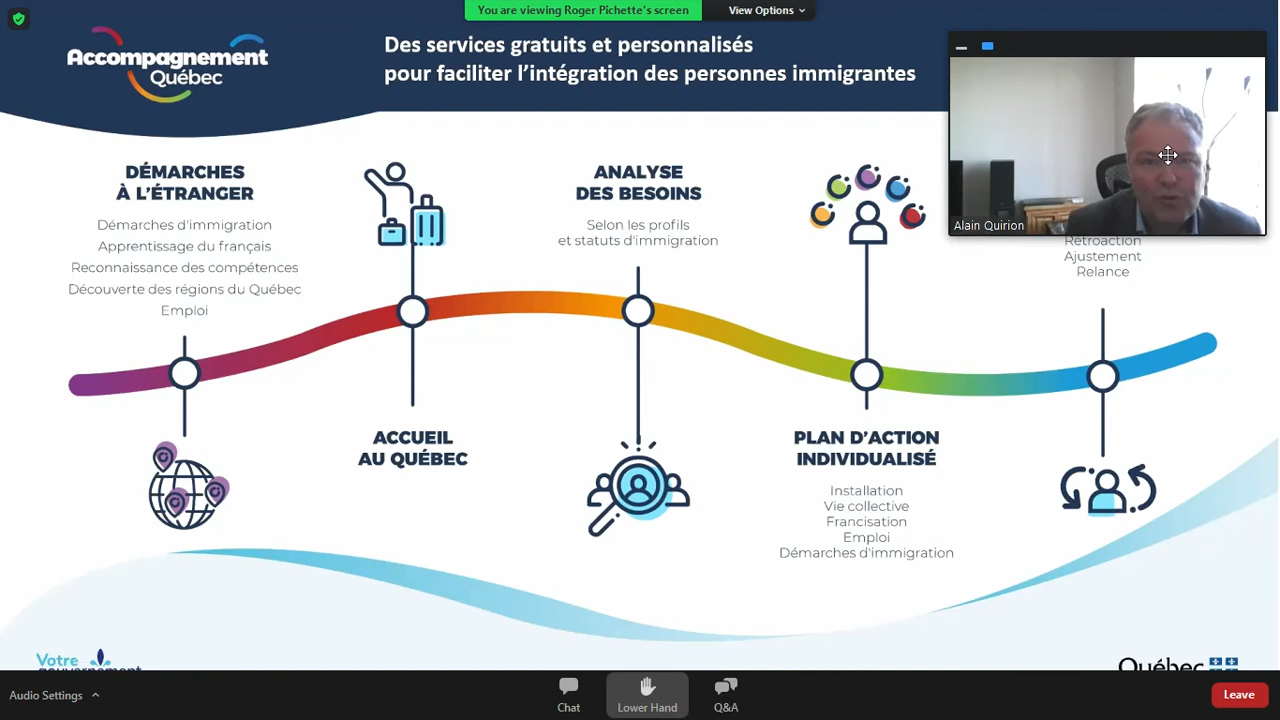 You are viewing Roger Pichette's screen
View Options
Accompagnement
Québec
Des services gratuits et personnalisés
pour faciliter l'intégration des personnes immigrantes
Alain Quirion
DÉMARCHES
À L'ÉTRANGER
Démarches d'immigration
Apprentissage du français
Reconnaissance des compétences
Découverte des régions du Québec
Emploi
ACCUEIL
AU QUÉBEC
ANALYSE
DES BESOINS
Selon les profils
et statuts d'immigration
PLAN D'ACTION
INDIVIDUALISÉ
Installation
Vie collective
Francisation
Emploi
Démarches d'immigration
Rétroaction
Ajustement
Relance
Votre
gouvernement
Québec
Audio Settings
Chat
Lower Hand
Q&A
Leave